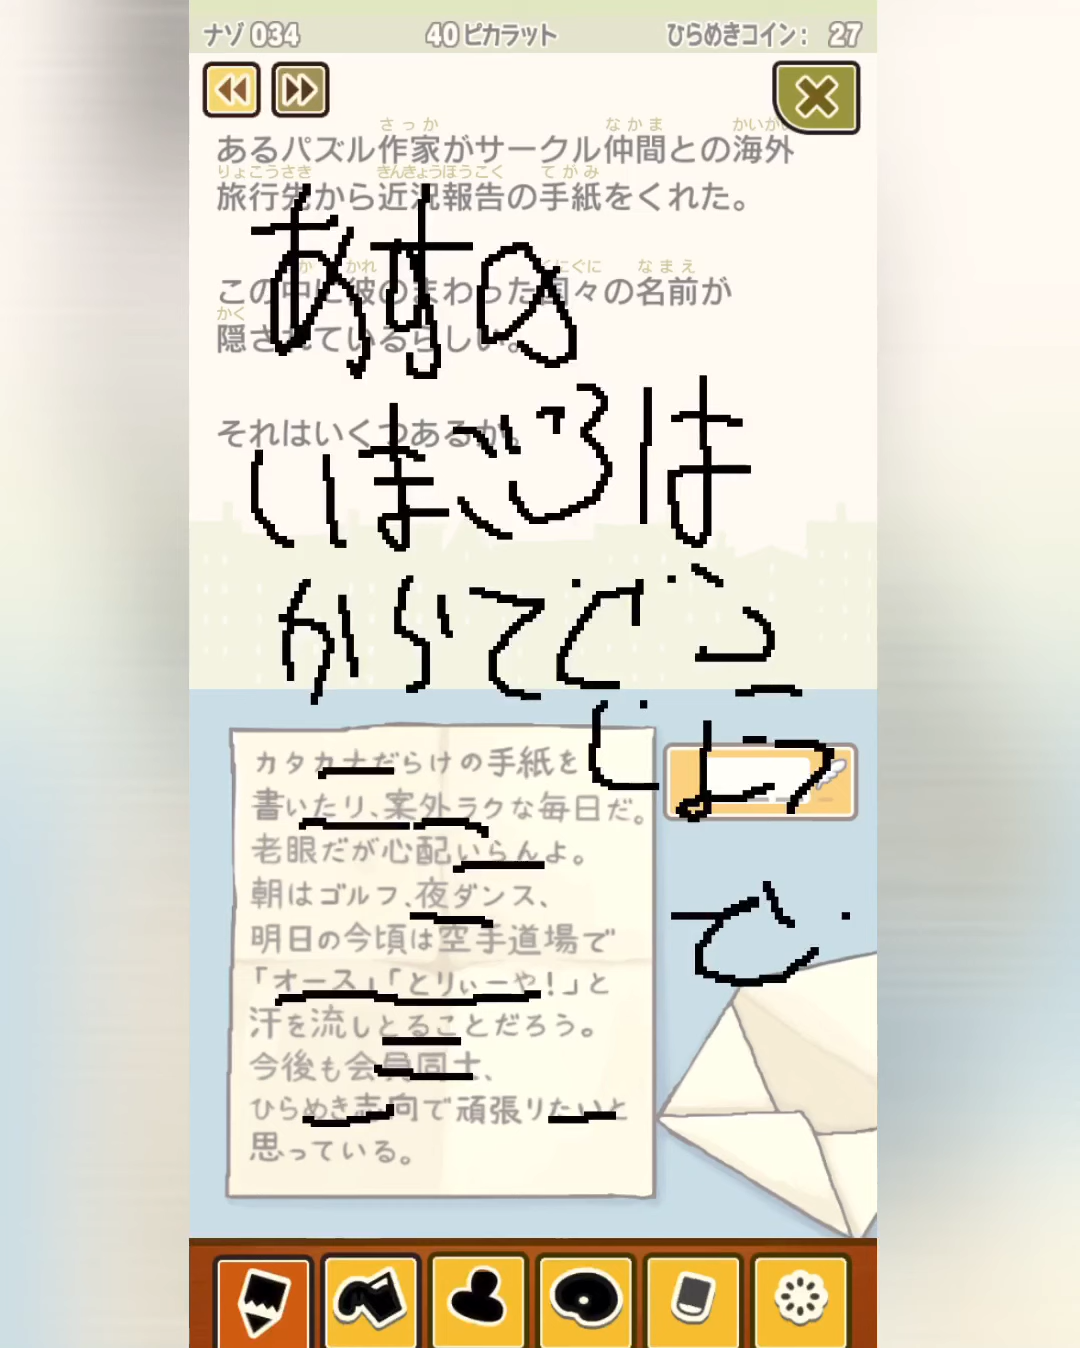 ナゾ 034 40 ピカラット ひらめきコイン： 27
あるパズル作家がサークル仲間との海外
旅行先から近況報告の手紙をくれた。
この中に彼のまわった国々の名前が
隠されているらしい。
それはいくつあるか。
あすの
いまごろは
からてどう
じょう
で
カタカナだらけの手紙を
書いたり、案外ラクな毎日だ。
老眼だが心配いらんよ。
朝はゴルフ、夜ダンス、
明日の今頃は空手道場で
「オース」「とりぃーや！」と
汗を流しとることだろう。
今後も会員同士、
ひらめき志向で頑張りたいと
思っている。